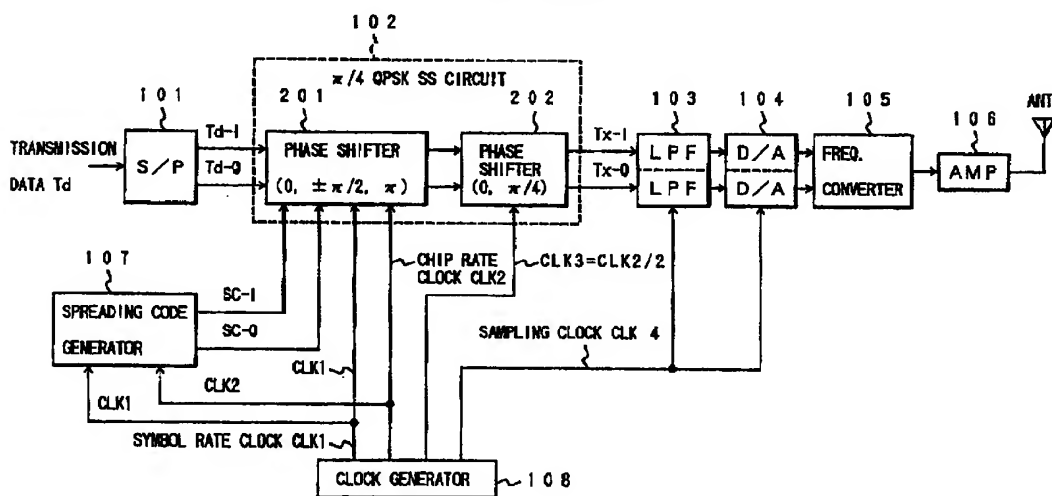 102
π/4 QPSK SS CIRCUIT
101
201
202
103
104
105
106
ANT
TRANSMISSION
DATA Td
S/P
Td-I
Td-Q
PHASE SHIFTER
(0, ±π/2, π)
PHASE
SHIFTER
(0, π/4)
Tx-I
Tx-Q
LPF
LPF
D/A
D/A
FREQ.
CONVERTER
AMP
107
SPREADING CODE
GENERATOR
SC-I
SC-Q
CHIP RATE
CLOCK CLK2
CLK3=CLK2/2
SAMPLING CLOCK CLK 4
CLK1
CLK2
CLK1
SYMBOL RATE CLOCK CLK1
CLOCK GENERATOR
108